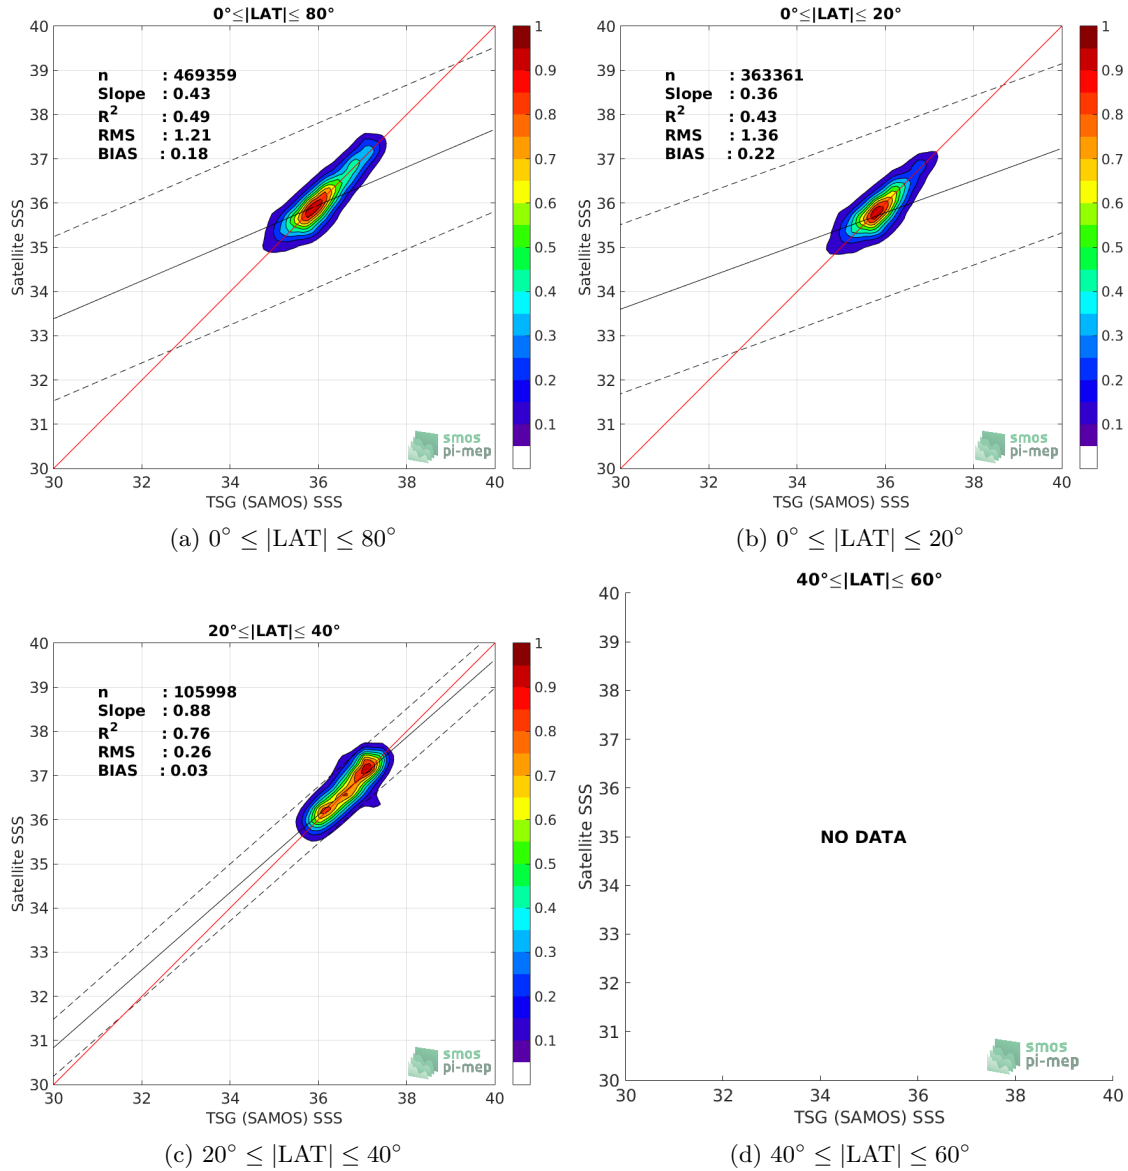 0°≤|LAT|≤ 80°
40
39
38
37
36
35
34
33
32
31
30
Satellite SSS
n : 469359
Slope : 0.43
R² : 0.49
RMS : 1.21
BIAS : 0.18
smos
pi-mep
30 32 34 36 38 40
TSG (SAMOS) SSS
1
0.9
0.8
0.7
0.6
0.5
0.4
0.3
0.2
0.1
(a) 0° ≤ |LAT| ≤ 80°
0°≤|LAT|≤ 20°
40
39
38
37
36
35
34
33
32
31
30
Satellite SSS
n : 363361
Slope : 0.36
R² : 0.43
RMS : 1.36
BIAS : 0.22
smos
pi-mep
30 32 34 36 38 40
TSG (SAMOS) SSS
1
0.9
0.8
0.7
0.6
0.5
0.4
0.3
0.2
0.1
(b) 0° ≤ |LAT| ≤ 20°
20°≤|LAT|≤ 40°
40
39
38
37
36
35
34
33
32
31
30
Satellite SSS
n : 105998
Slope : 0.88
R² : 0.76
RMS : 0.26
BIAS : 0.03
smos
pi-mep
30 32 34 36 38 40
TSG (SAMOS) SSS
1
0.9
0.8
0.7
0.6
0.5
0.4
0.3
0.2
0.1
(c) 20° ≤ |LAT| ≤ 40°
40°≤|LAT|≤ 60°
40
39
38
37
36
35
34
33
32
31
30
Satellite SSS
NO DATA
smos
pi-mep
30 32 34 36 38 40
TSG (SAMOS) SSS
(d) 40° ≤ |LAT| ≤ 60°